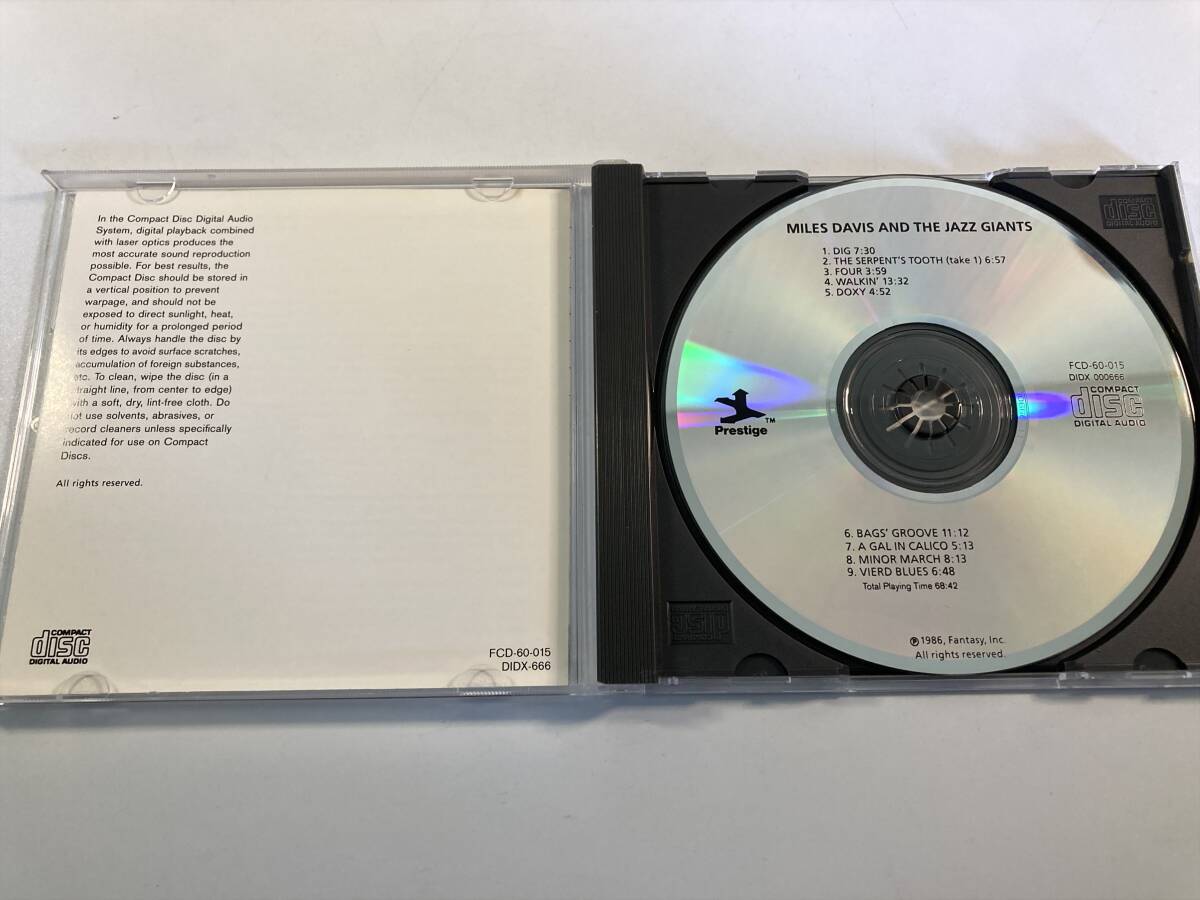 In the Compact Disc Digital Audio
System, digital playback combined
with laser optics produces the
most accurate sound reproduction
possible. For best results, the
Compact Disc should be stored in
a vertical position to prevent
warpage, and should not be
exposed to direct sunlight, heat,
or humidity for a prolonged period
of time. Always handle the disc by
its edges to avoid surface scratches,
accumulation of foreign substances,
etc. To clean, wipe the disc (in a
straight line, from center to edge)
with a soft, dry, lint-free cloth. Do
not use solvents, abrasives, or
record cleaners unless specifically
indicated for use on Compact
Discs.
All rights reserved.
COMPACT
disc
DIGITAL AUDIO
FCD-60-015
DIDX-666
disc
DIGITAL AUDIO
MILES DAVIS AND THE JAZZ GIANTS
1. DIG 7:30
2. THE SERPENT'S TOOTH (take 1) 6:57
3. FOUR 3:59
4. WALKIN' 13:32
5. DOXY 4:52
FCD-60-015
DIDX 000666
COMPACT
disc
DIGITAL AUDIO
Prestige ™
6. BAGS' GROOVE 11:12
7. A GAL IN CALICO 5:13
8. MINOR MARCH 8:13
9. VIERD BLUES 6:48
Total Playing Time 68:42
℗ 1986, Fantasy, Inc.
All rights reserved.
disc